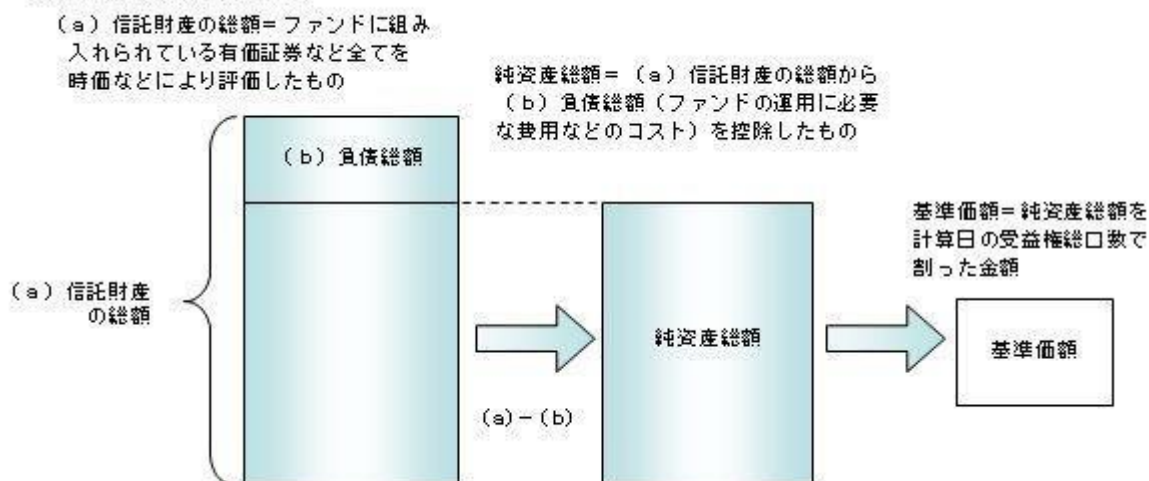 （a）信託財産の総額＝ファンドに組み
入れられている有価証券など全てを
時価などにより評価したもの
純資産総額＝（a）信託財産の総額から
（b）負債総額（ファンドの運用に必要
な費用などのコスト）を控除したもの
（b）負債総額
基準価額＝純資産総額を
計算日の受益権総口数で
割った金額
（a）信託財産
の総額
純資産総額
基準価額
(a)－(b)